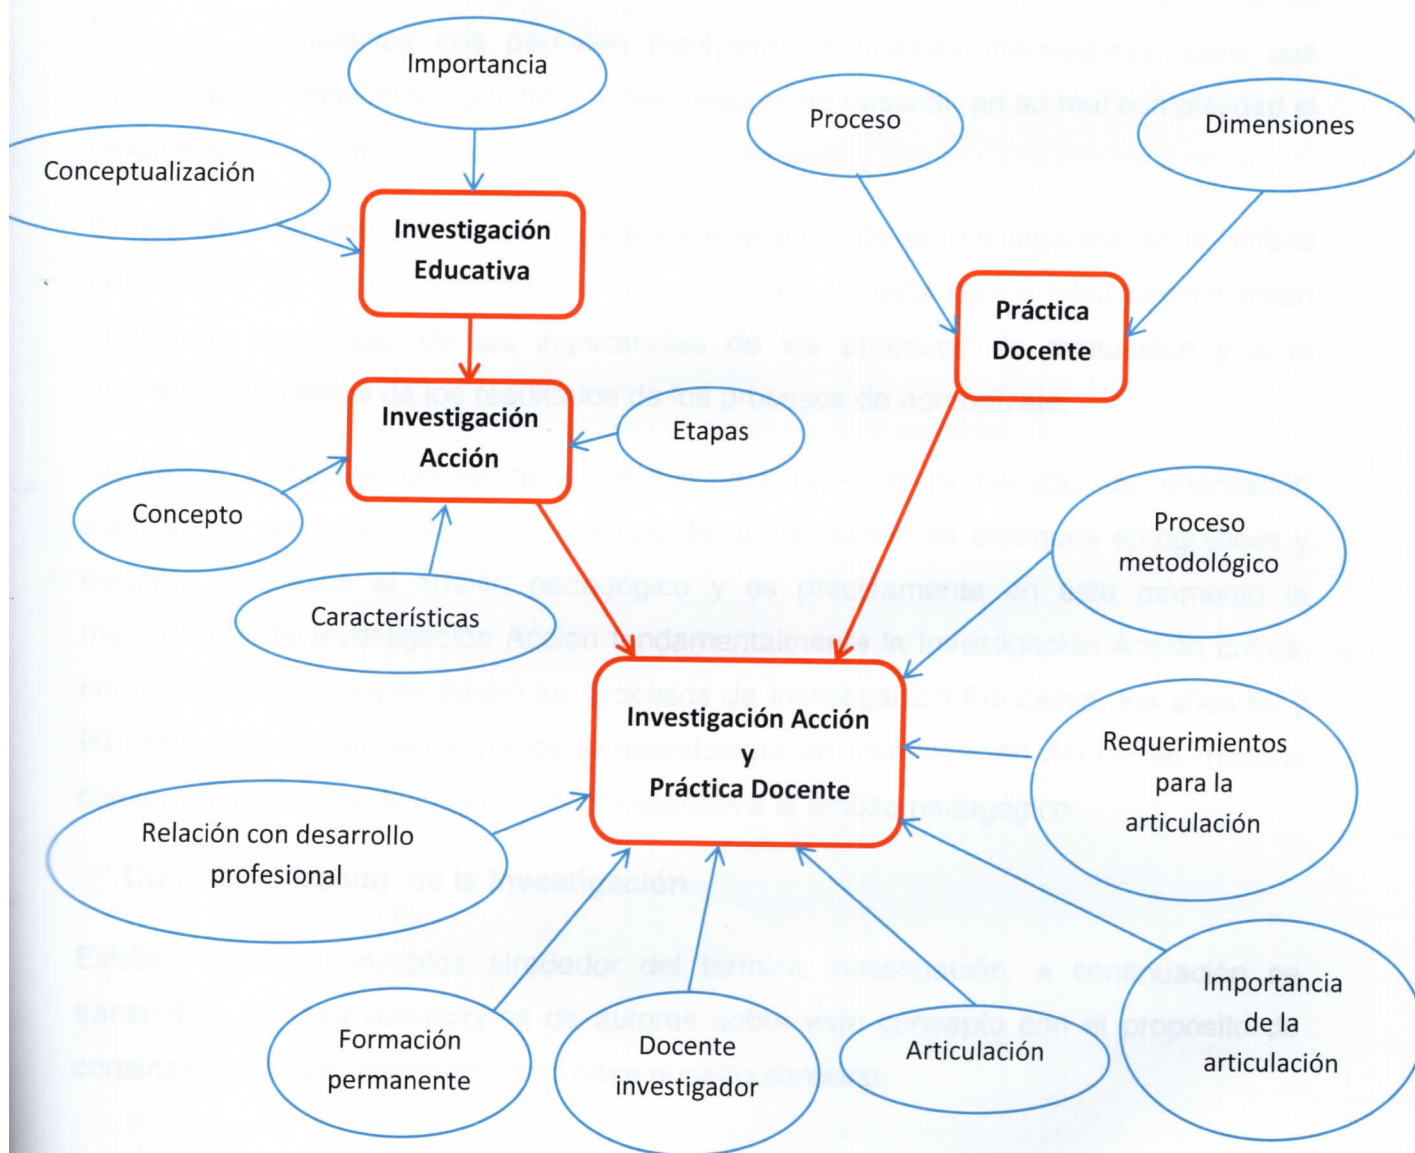 Importancia
Proceso
Dimensiones
Conceptualización
Investigación
Educativa
Práctica
Docente
Investigación
Acción
Etapas
Concepto
Características
Proceso
metodológico
Investigación Acción
y
Práctica Docente
Requerimientos
para la
articulación
Relación con desarrollo
profesional
Formación
permanente
Docente
investigador
Articulación
Importancia
de la
articulación